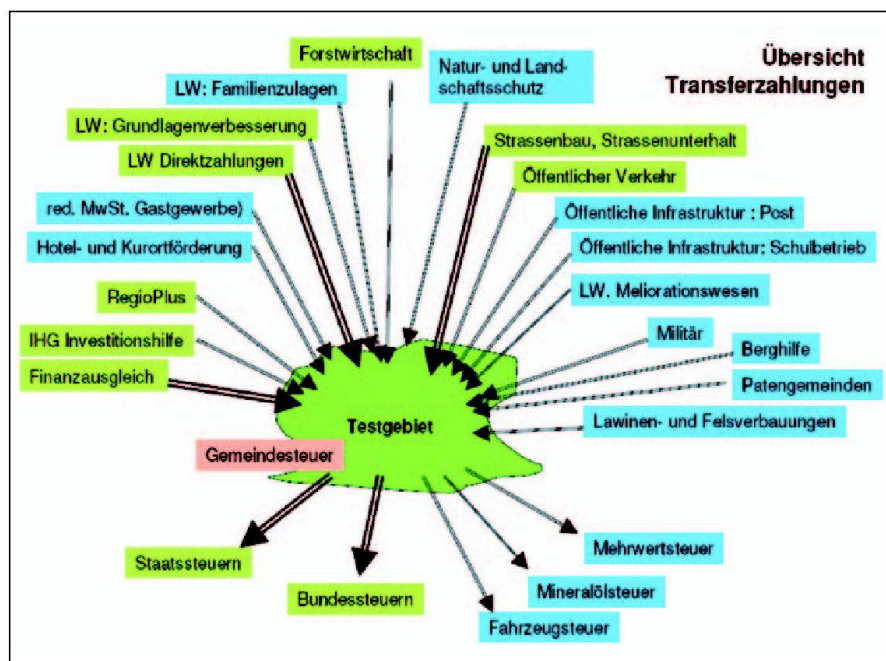 Übersicht
Transferzahlungen
Forstwirtschaft
Natur- und Land-
schaftsschutz
LW: Familienzulagen
LW: Grundlagenverbesserung
LW Direktzahlungen
Strassenbau, Strassenunterhalt
Öffentlicher Verkehr
red. MwSt. Gastgewerbe)
Öffentliche Infrastruktur : Post
Hotel- und Kurortförderung
Öffentliche Infrastruktur: Schulbetrieb
RegioPlus
LW. Meliorationswesen
IHG Investitionshilfe
Militär
Berghilfe
Finanzausgleich
Patengemeinden
Lawinen- und Felsverbauungen
Testgebiet
Gemeindesteuer
Staatssteuern
Bundessteuern
Mehrwertsteuer
Mineralölsteuer
Fahrzeugsteuer